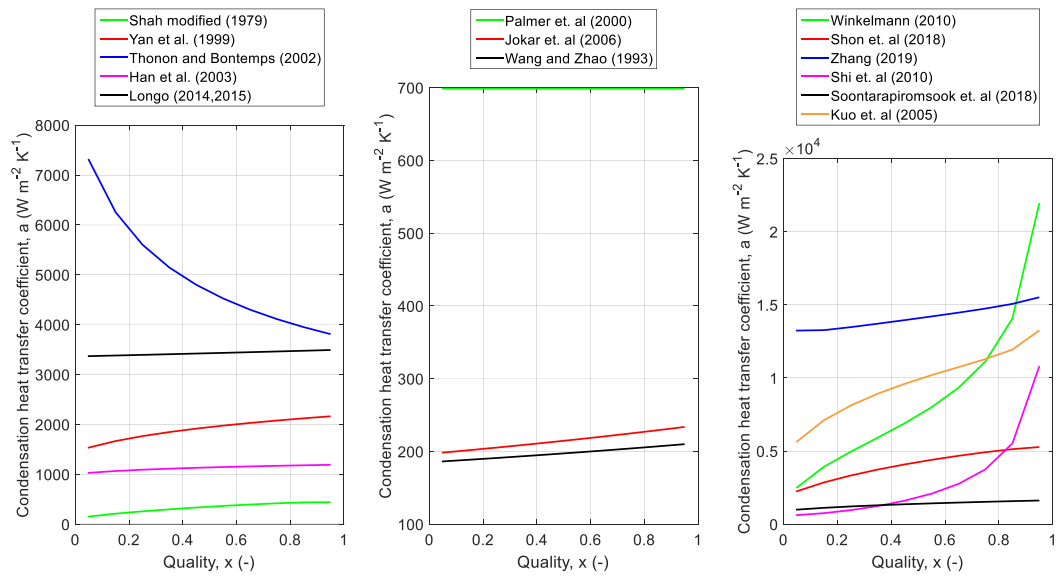 Shah modified (1979)
Yan et al. (1999)
Thonon and Bontemps (2002)
Han et al. (2003)
Longo (2014,2015)
Condensation heat transfer coefficient, a (W m⁻² K⁻¹)
8000
7000
6000
5000
4000
3000
2000
1000
0
0 0.2 0.4 0.6 0.8 1
Quality, x (-)
Palmer et. al (2000)
Jokar et. al (2006)
Wang and Zhao (1993)
Condensation heat transfer coefficient, a (W m⁻² K⁻¹)
700
600
500
400
300
200
100
0 0.2 0.4 0.6 0.8 1
Quality, x (-)
Winkelmann (2010)
Shon et. al (2018)
Zhang (2019)
Shi et. al (2010)
Soontarapiromsook et. al (2018)
Kuo et. al (2005)
Condensation heat transfer coefficient, a (W m⁻² K⁻¹)
×10⁴
2.5
2
1.5
1
0.5
0
0 0.2 0.4 0.6 0.8 1
Quality, x (-)